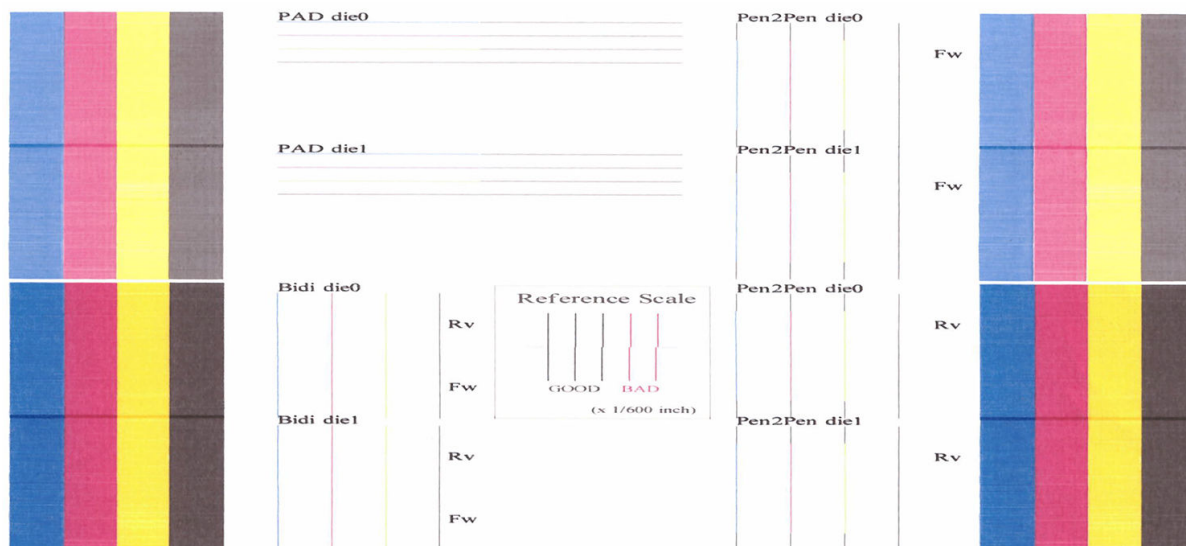 PAD die0
Pen2Pen die0
Fw
PAD die1
Pen2Pen die1
Fw
Bidi die0
Rv
Fw
Reference Scale
GOOD BAD
(x 1/600 inch)
Pen2Pen die0
Rv
Bidi die1
Rv
Fw
Pen2Pen die1
Rv